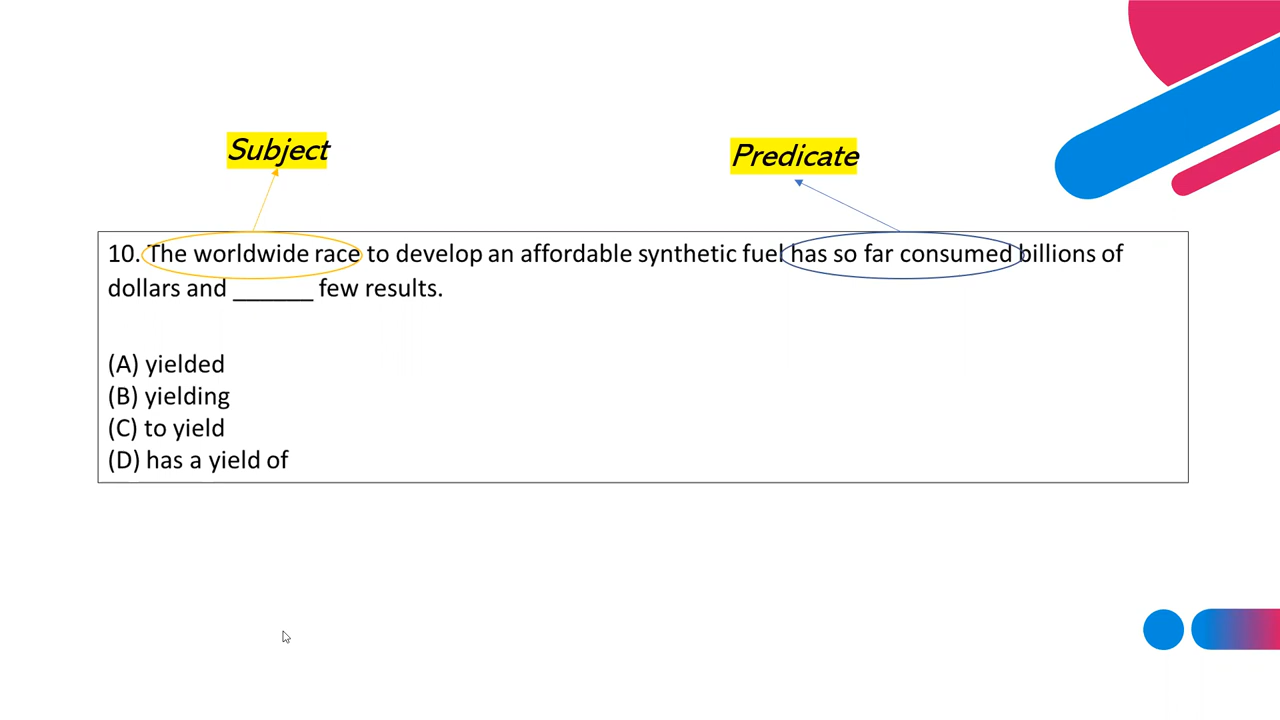 Subject
Predicate
10. The worldwide race to develop an affordable synthetic fuel has so far consumed billions of
dollars and ______ few results.
(A) yielded
(B) yielding
(C) to yield
(D) has a yield of